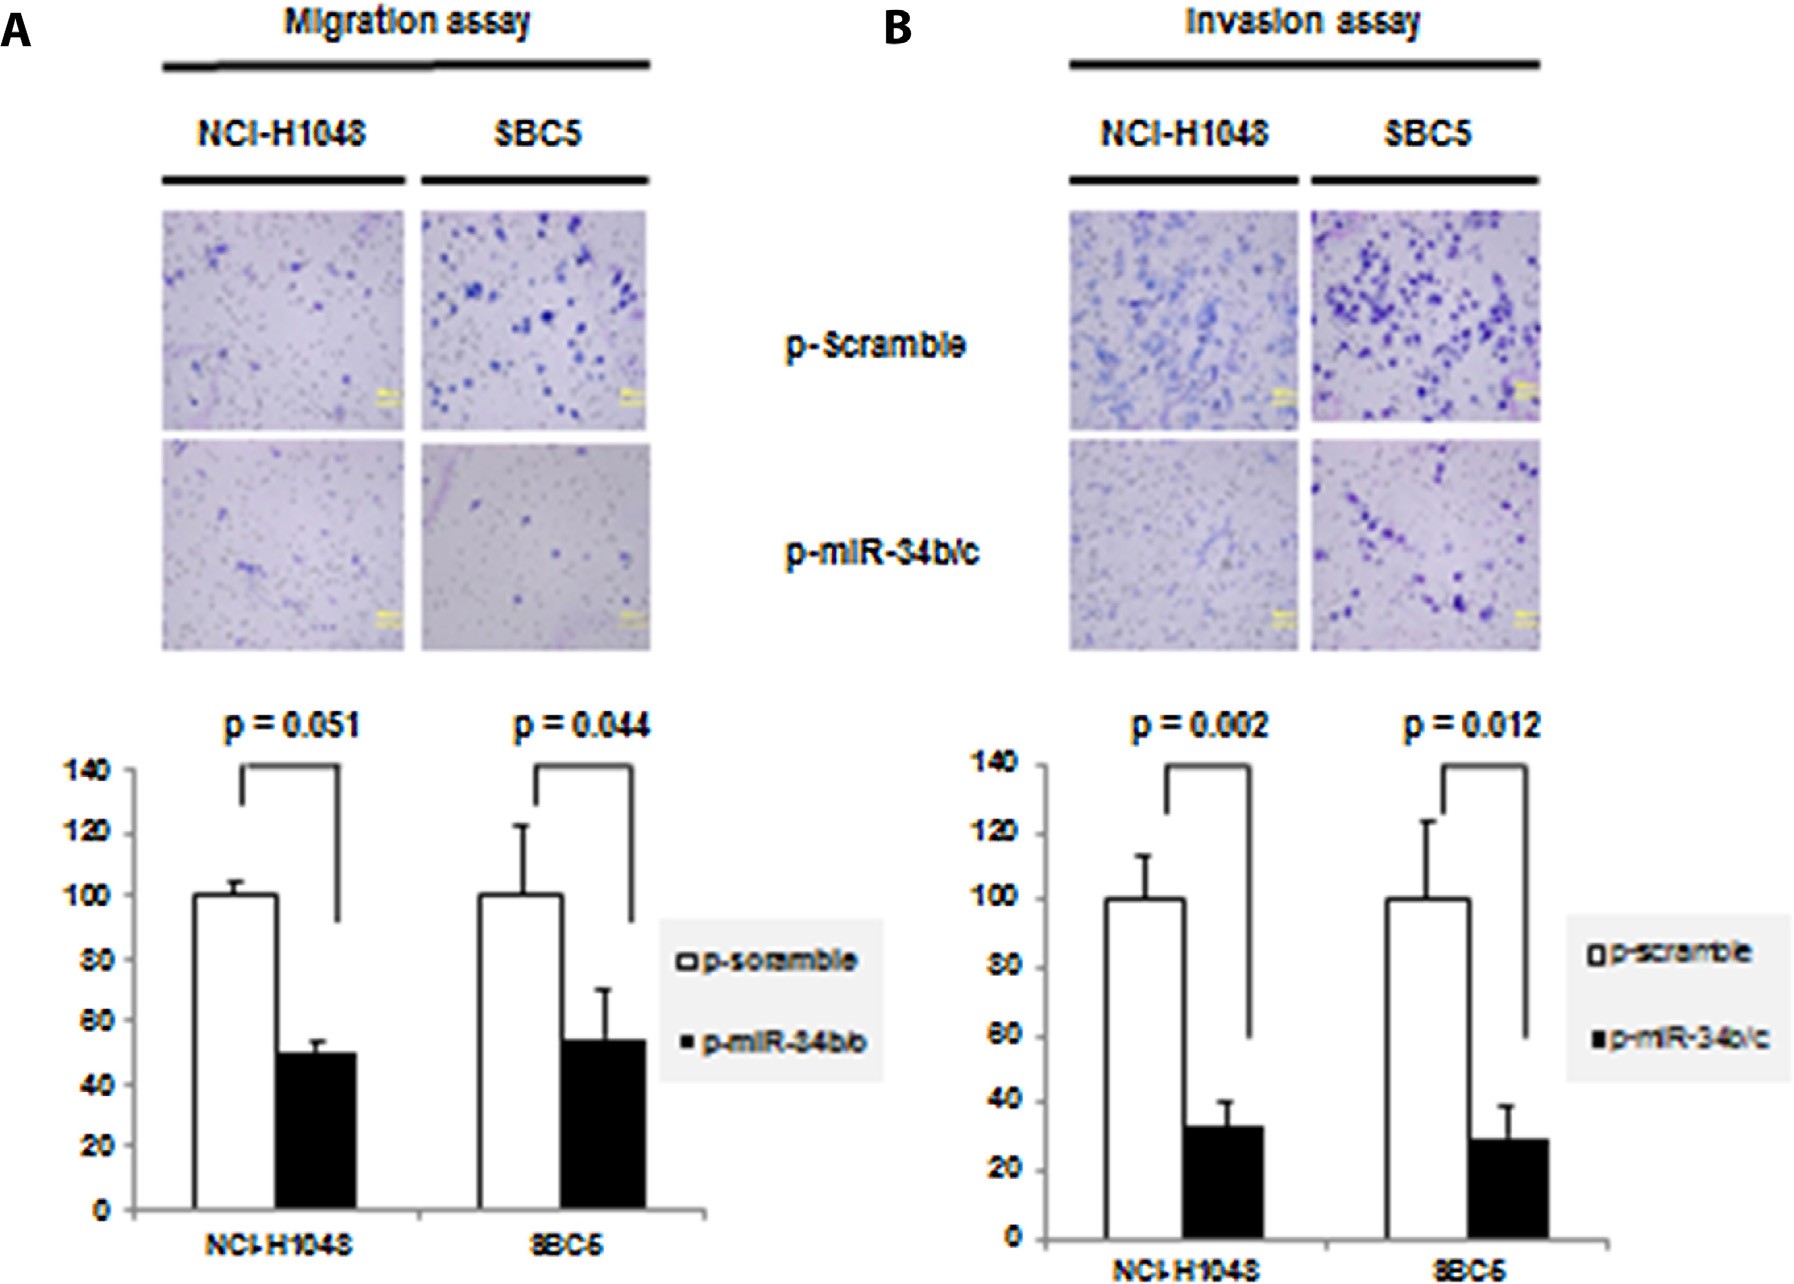 A
Migration assay
NCI-H1048
SBC5
B
Invasion assay
NCI-H1048
SBC5
p-Scramble
p-miR-34b/c
p = 0.051
p = 0.044
140
120
100
80
60
40
20
0
NCI-H1048
SBC5
p-scramble
p-miR-34b/c
p = 0.002
p = 0.012
140
120
100
80
60
40
20
0
NCI-H1048
SBC5
p-scramble
p-miR-34b/c